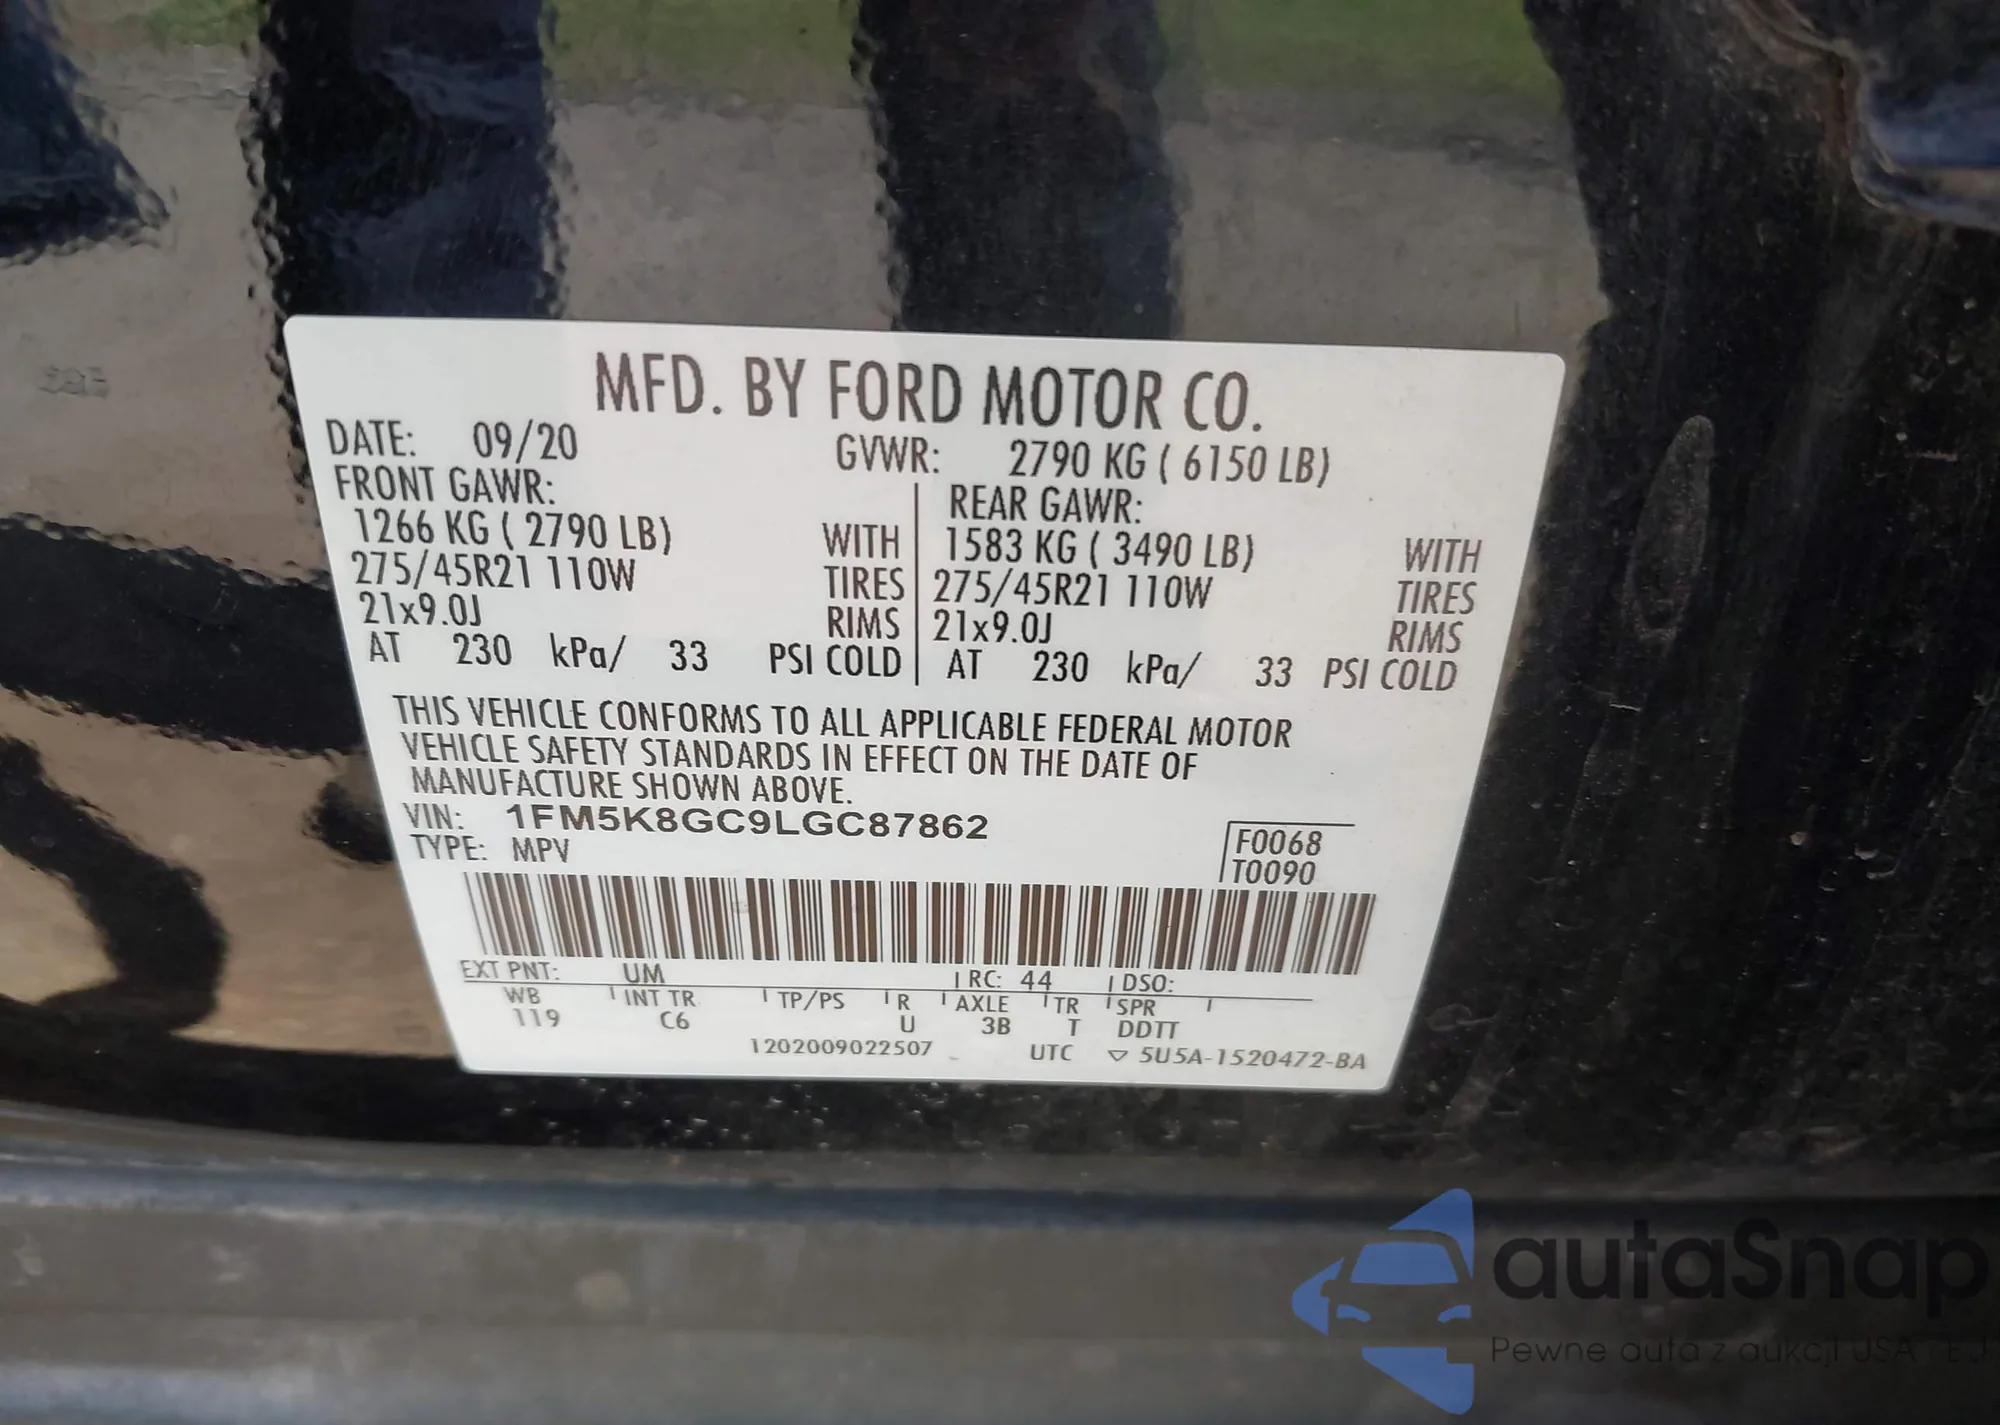 MFD. BY FORD MOTOR CO.
DATE: 09/20 GVWR: 2790 KG ( 6150 LB)
FRONT GAWR: REAR GAWR:
1266 KG ( 2790 LB) WITH 1583 KG ( 3490 LB) WITH
275/45R21 110W TIRES 275/45R21 110W TIRES
21x9.0J RIMS 21x9.0J RIMS
AT 230 kPa/ 33 PSI COLD AT 230 kPa/ 33 PSI COLD
THIS VEHICLE CONFORMS TO ALL APPLICABLE FEDERAL MOTOR
VEHICLE SAFETY STANDARDS IN EFFECT ON THE DATE OF
MANUFACTURE SHOWN ABOVE.
VIN: 1FM5K8GC9LGC87862
TYPE: MPV
F0068
T0090
EXT PNT: UM RC: 44 DSO:
WB INT TR TP/PS R AXLE TR SPR
119 C6 U 3B T DDTT
1202009022507 UTC ▽ 5U5A-1520472-BA
autaSnap
Pewne auta z aukcji USA i EU